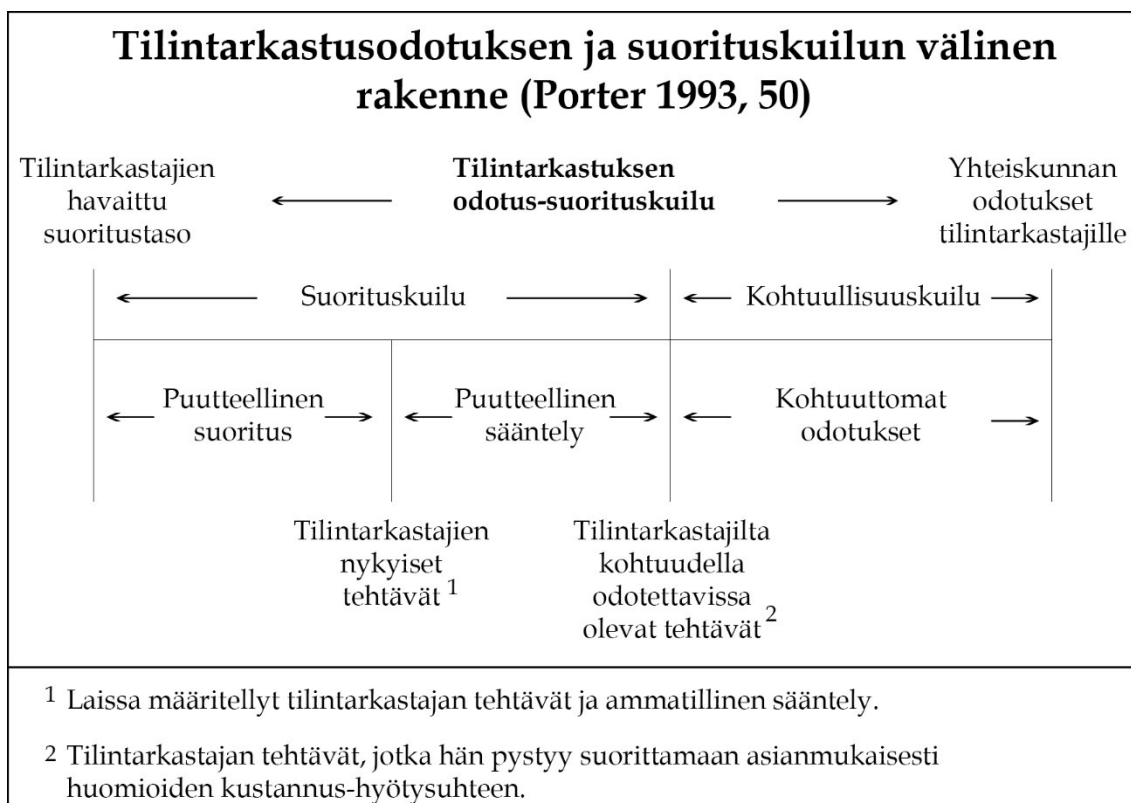 Tilintarkastusodotuksen ja suorituskuilun välinen
rakenne (Porter 1993, 50)
Tilintarkastajien
havaittu
suoritustaso
Tilintarkastuksen
odotus-suorituskuilu
Yhteiskunnan
odotukset
tilintarkastajille
Suorituskuilu
Kohtuullisuuskuilu
Puutteellinen
suoritus
Puutteellinen
sääntely
Kohtuuttomat
odotukset
Tilintarkastajien
nykyiset
tehtävät 1
Tilintarkastajilta
kohtuudella
odotettavissa
olevat tehtävät 2
1 Laissa määritellyt tilintarkastajan tehtävät ja ammatillinen sääntely.
2 Tilintarkastajan tehtävät, jotka hän pystyy suorittamaan asianmukaisesti
huomioiden kustannus-hyötysuhteen.